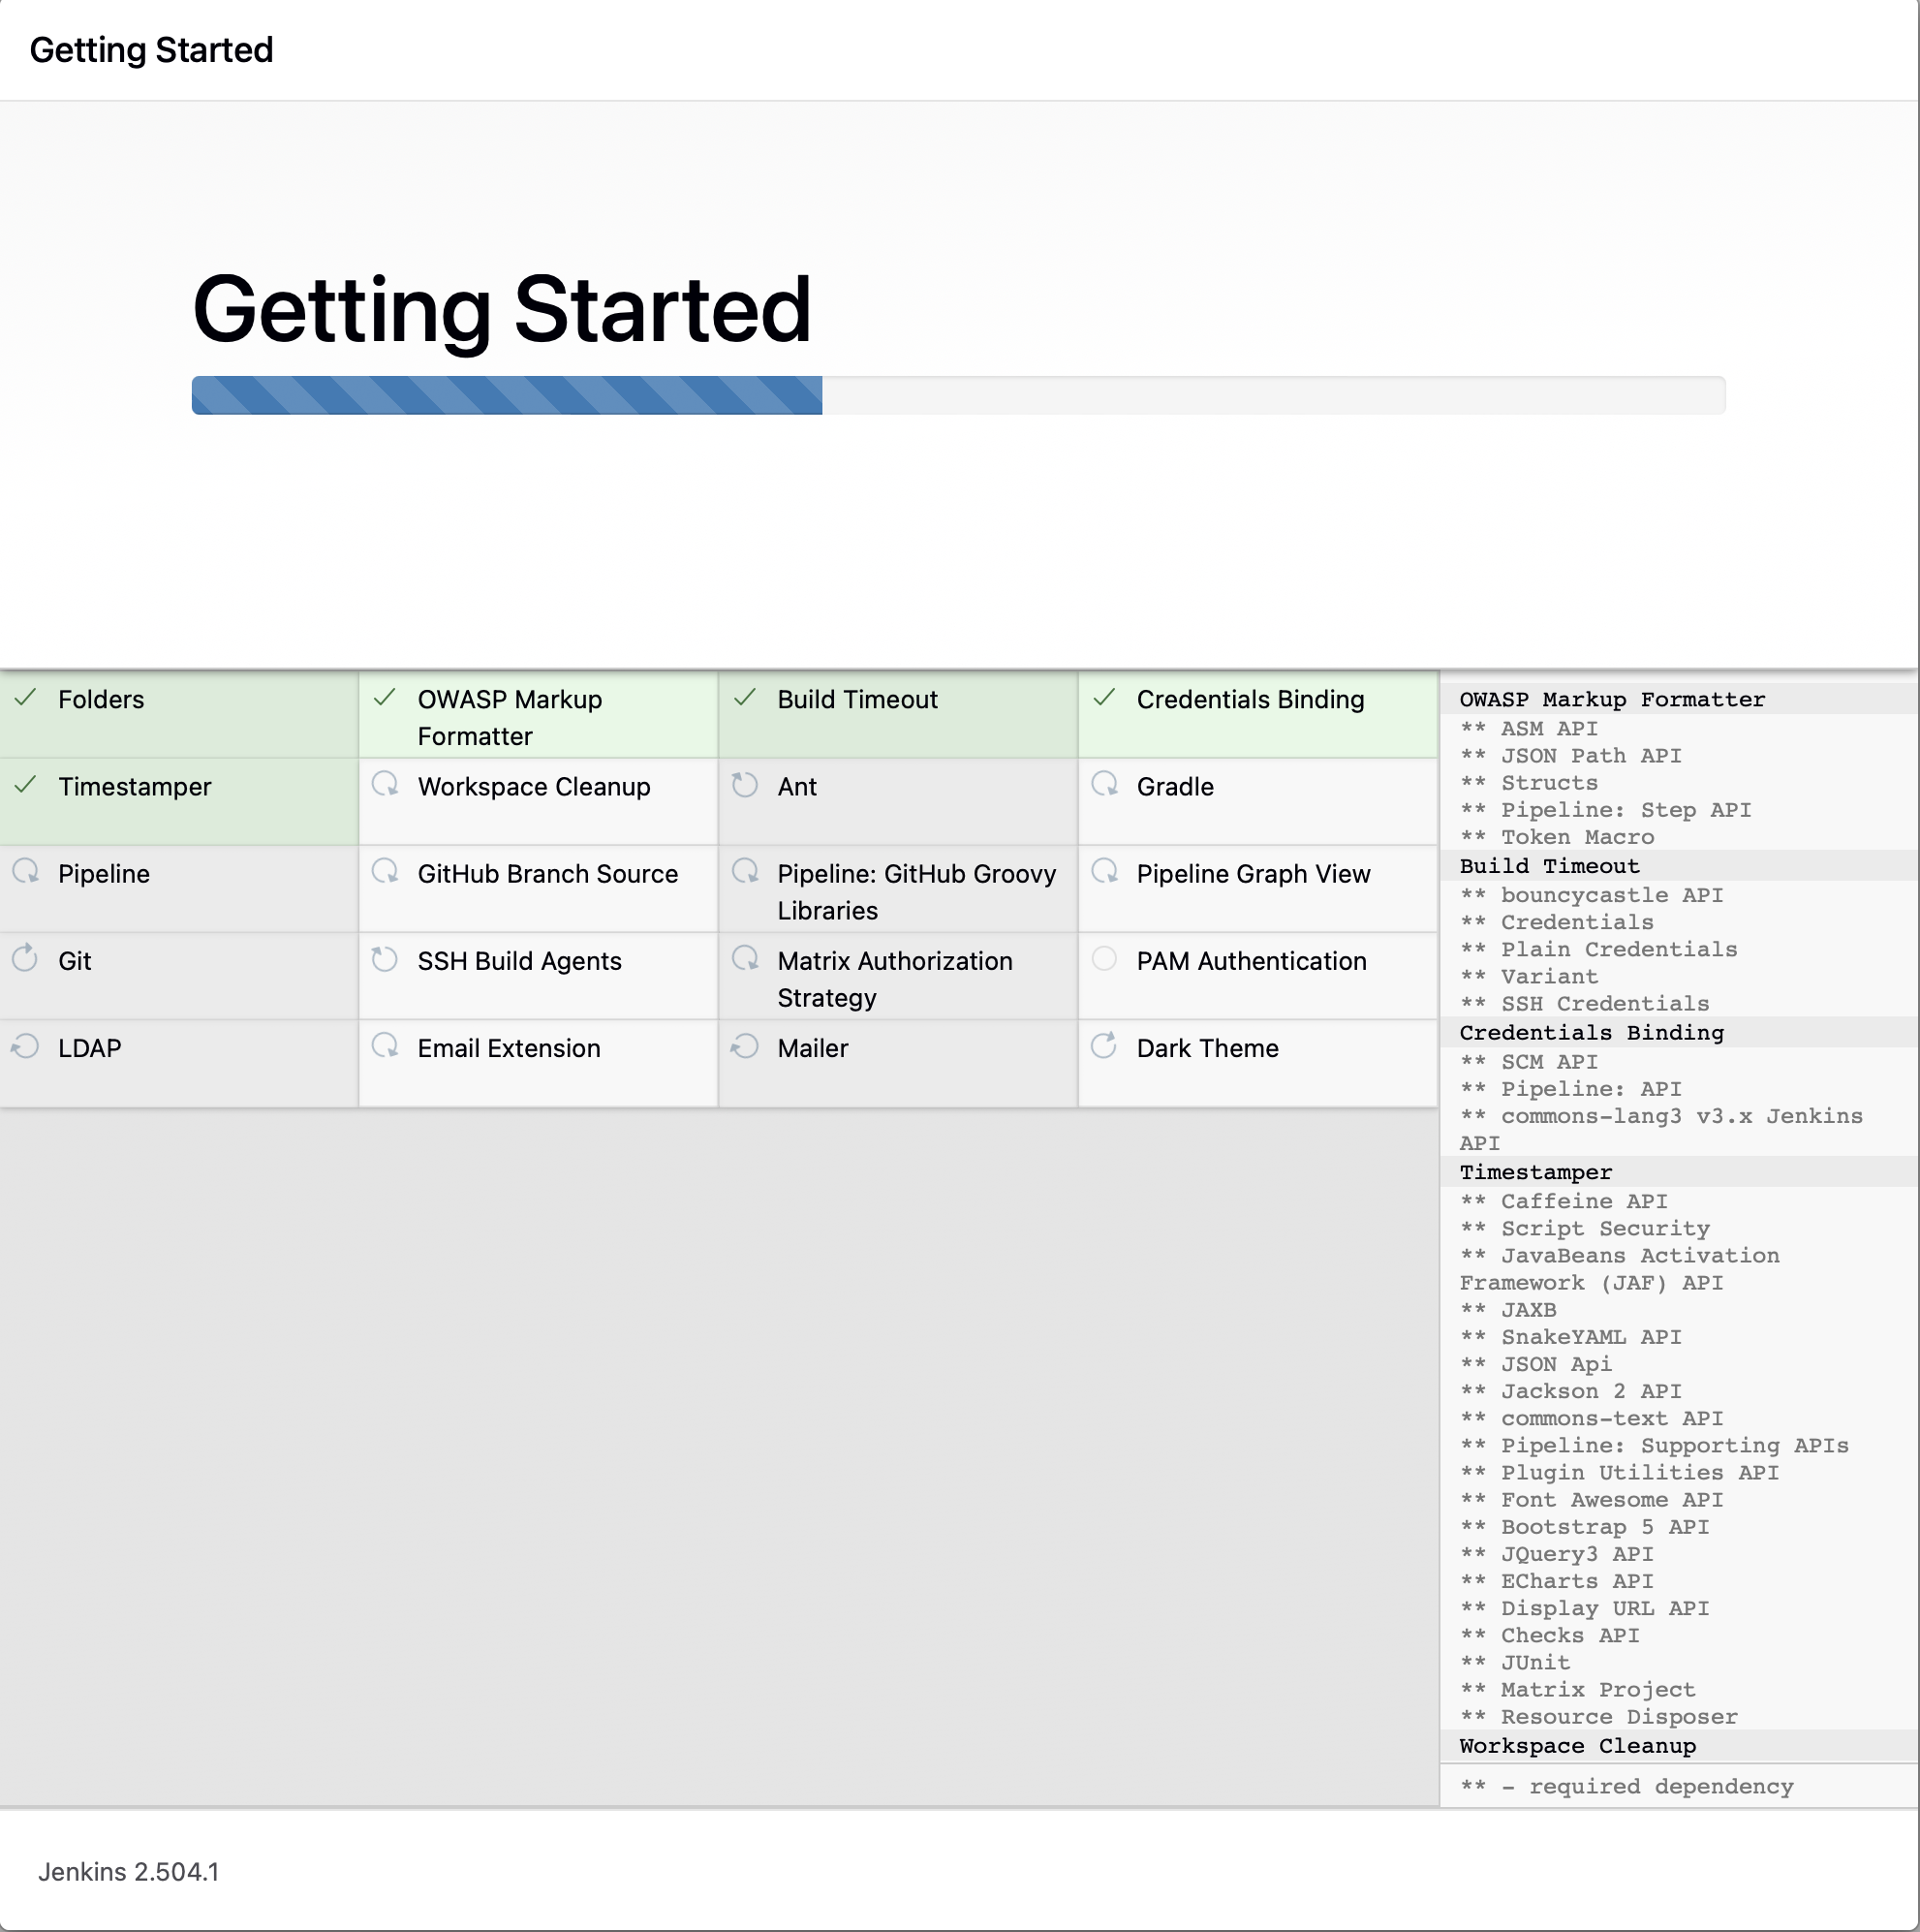 Getting Started
Getting Started
Folders
OWASP Markup
Formatter
Build Timeout
Credentials Binding
Timestamper
Workspace Cleanup
Ant
Gradle
Pipeline
GitHub Branch Source
Pipeline: GitHub Groovy
Libraries
Pipeline Graph View
Git
SSH Build Agents
Matrix Authorization
Strategy
PAM Authentication
LDAP
Email Extension
Mailer
Dark Theme
OWASP Markup Formatter
** ASM API
** JSON Path API
** Structs
** Pipeline: Step API
** Token Macro
Build Timeout
** bouncycastle API
** Credentials
** Plain Credentials
** Variant
** SSH Credentials
Credentials Binding
** SCM API
** Pipeline: API
** commons-lang3 v3.x Jenkins
API
Timestamper
** Caffeine API
** Script Security
** JavaBeans Activation
Framework (JAF) API
** JAXB
** SnakeYAML API
** JSON Api
** Jackson 2 API
** commons-text API
** Pipeline: Supporting APIs
** Plugin Utilities API
** Font Awesome API
** Bootstrap 5 API
** JQuery3 API
** ECharts API
** Display URL API
** Checks API
** JUnit
** Matrix Project
** Resource Disposer
Workspace Cleanup
** - required dependency
Jenkins 2.504.1